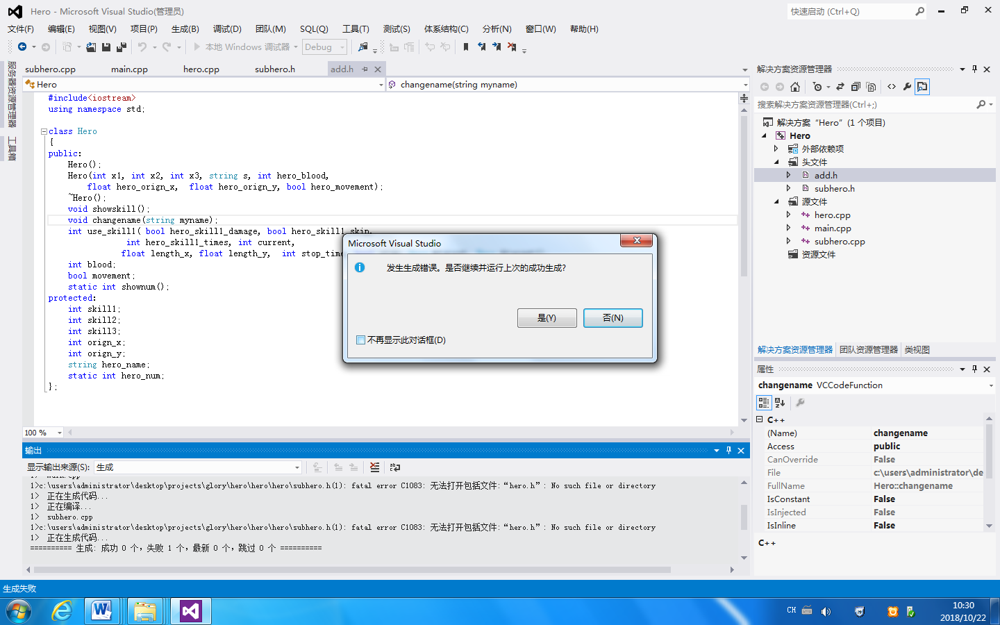 Hero - Microsoft Visual Studio(管理员)
快速启动 (Ctrl+Q)
文件(F) 编辑(E) 视图(V) 项目(P) 生成(B) 调试(D) 团队(M) SQL(Q) 工具(T) 测试(S) 体系结构(C) 分析(N) 窗口(W) 帮助(H)
本地 Windows 调试器 Debug
服务器资源管理器
工具箱
subhero.cpp main.cpp hero.cpp subhero.h add.h
Hero changename(string myname)
#include<iostream>
using namespace std;
class Hero
{
public:
Hero();
Hero(int x1, int x2, int x3, string s, int hero_blood,
float hero_orign_x, float hero_orign_y, bool hero_movement);
~Hero();
void showskill();
void changename(string myname);
int use_skill1( bool hero_skill1_damage, bool hero_skill1_skip,
int hero_skill1_times, int current,
float length_x, float length_y, int stop_time
int blood;
bool movement;
static int shownum();
protected:
int skill1;
int skill2;
int skill3;
int orign_x;
int orign_y;
string hero_name;
static int hero_num;
};
100 %
Microsoft Visual Studio
发生生成错误。是否继续并运行上次的成功生成?
是(Y) 否(N)
不再显示此对话框(D)
输出
显示输出来源(S): 生成
1> main.cpp
1>c:\users\administrator\desktop\projects\glory\hero\hero\hero\subhero.h(1): fatal error C1083: 无法打开包括文件:“hero.h”: No such file or directory
1> 正在生成代码...
1> 正在编译...
1> subhero.cpp
1>c:\users\administrator\desktop\projects\glory\hero\hero\hero\subhero.h(1): fatal error C1083: 无法打开包括文件:“hero.h”: No such file or directory
1> 正在生成代码...
========== 生成: 成功 0 个，失败 1 个，最新 0 个，跳过 0 个 ==========
解决方案资源管理器
搜索解决方案资源管理器(Ctrl+;)
解决方案“Hero”(1 个项目)
Hero
外部依赖项
头文件
add.h
subhero.h
源文件
hero.cpp
main.cpp
subhero.cpp
资源文件
解决方案资源管理器 团队资源管理器 类视图
属性
changename VCCodeFunction
C++
(Name) changename
Access public
CanOverride False
File c:\users\administrator\de
FullName Hero::changename
IsConstant False
IsInjected False
IsInline False
C++
生成失败
CH
10:30
2018/10/22